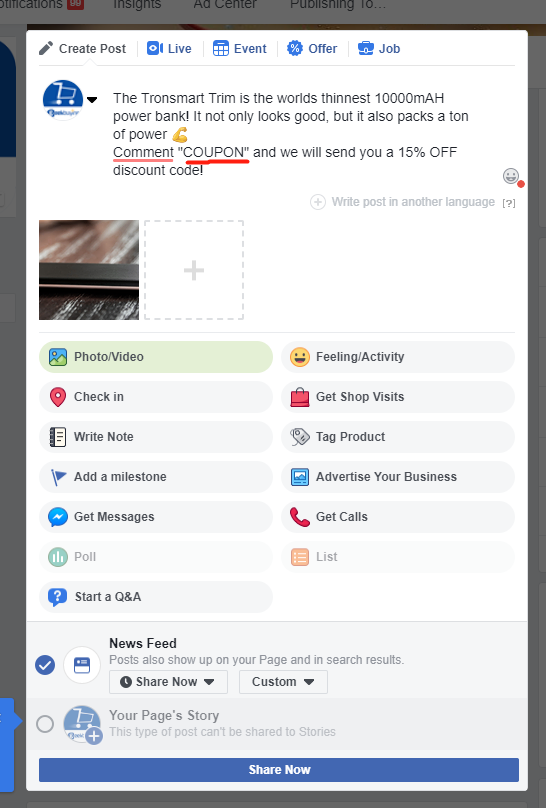 otifications 99 Insights Ad Center Publishing To...
Create Post Live Event Offer Job
The Tronsmart Trim is the worlds thinnest 10000mAH
power bank! It not only looks good, but it also packs a ton
of power 💪
Comment "COUPON" and we will send you a 15% OFF
discount code!
Write post in another language [?]
Photo/Video Feeling/Activity
Check in Get Shop Visits
Write Note Tag Product
Add a milestone Advertise Your Business
Get Messages Get Calls
Poll List
Start a Q&A
News Feed
Posts also show up on your Page and in search results.
Share Now Custom
Your Page's Story
This type of post can't be shared to Stories
Share Now